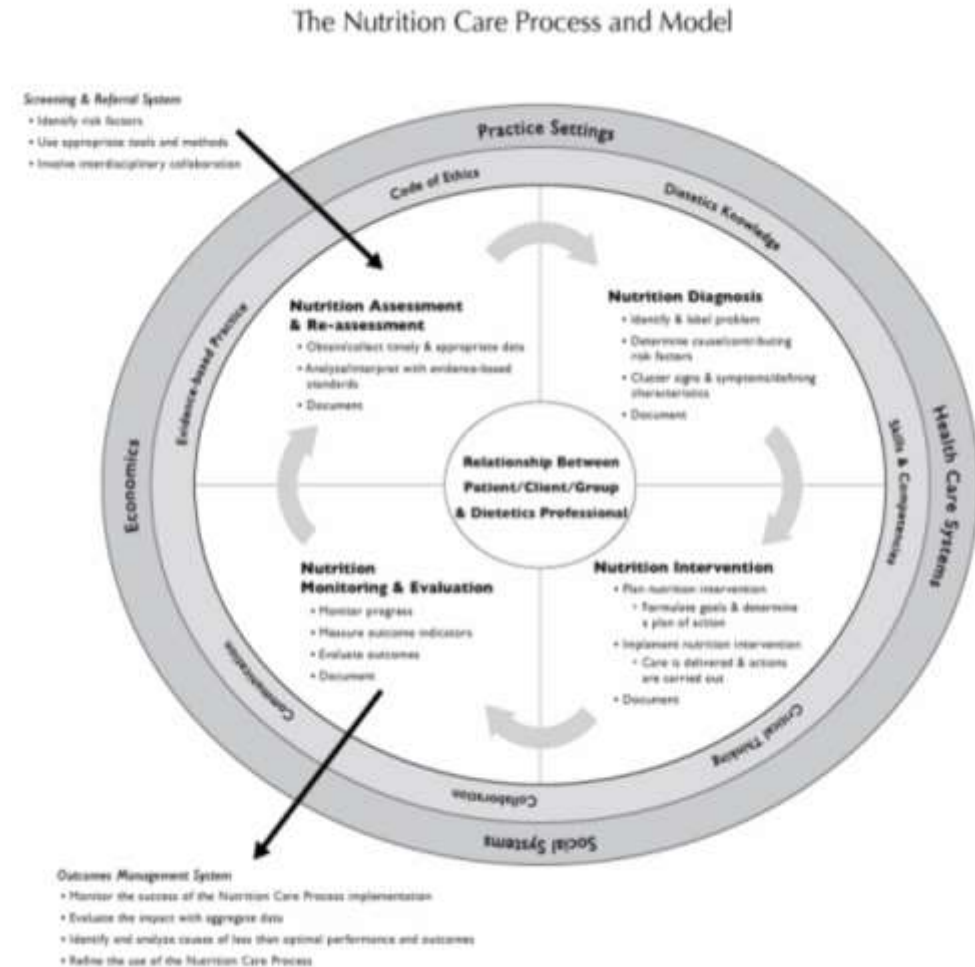 The Nutrition Care Process and Model
Screening & Referral System
• Identify risk factors
• Use appropriate tools and methods
• Involve interdisciplinary collaboration
Practice Settings
Code of Ethics
Dietetics Knowledge
Evidence-based Practice
Economics
Skills & Competencies
Health Care Systems
Nutrition Assessment
& Re-assessment
• Obtain/collect timely & appropriate data
• Analyze/interpret with evidence-based
standards
• Document
Nutrition Diagnosis
• Identify & label problem
• Determine cause/contributing
risk factors
• Cluster signs & symptoms/defining
characteristics
• Document
Relationship Between
Patient/Client/Group
& Dietetics Professional
Nutrition
Monitoring & Evaluation
• Monitor progress
• Measure outcome indicators
• Evaluate outcomes
• Document
Nutrition Intervention
• Plan nutrition intervention
• Formulate goals & determine
a plan of action
• Implement nutrition intervention
• Care is delivered & actions
are carried out
• Document
Communication
Critical Thinking
Collaboration
Social Systems
Outcomes Management System
• Monitor the success of the Nutrition Care Process implementation
• Evaluate the impact with aggregate data
• Identify and analyze causes of less than optimal performance and outcomes
• Refine the use of the Nutrition Care Process